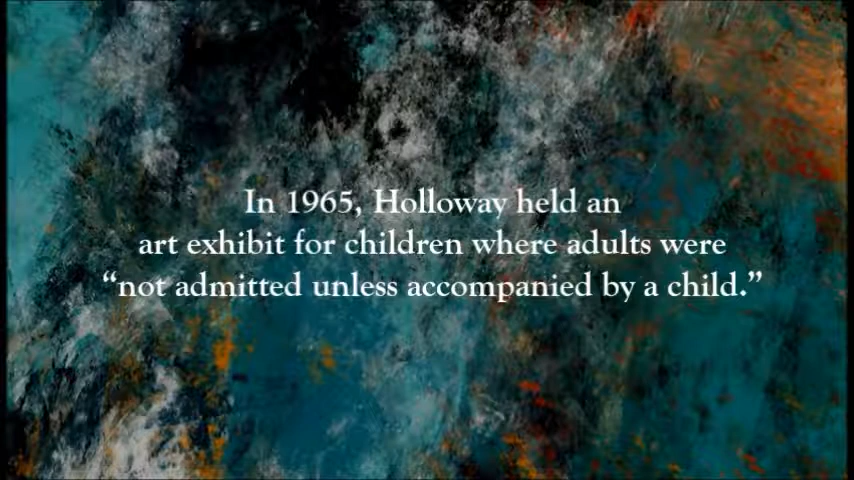 In 1965, Holloway held an
art exhibit for children where adults were
“not admitted unless accompanied by a child.”